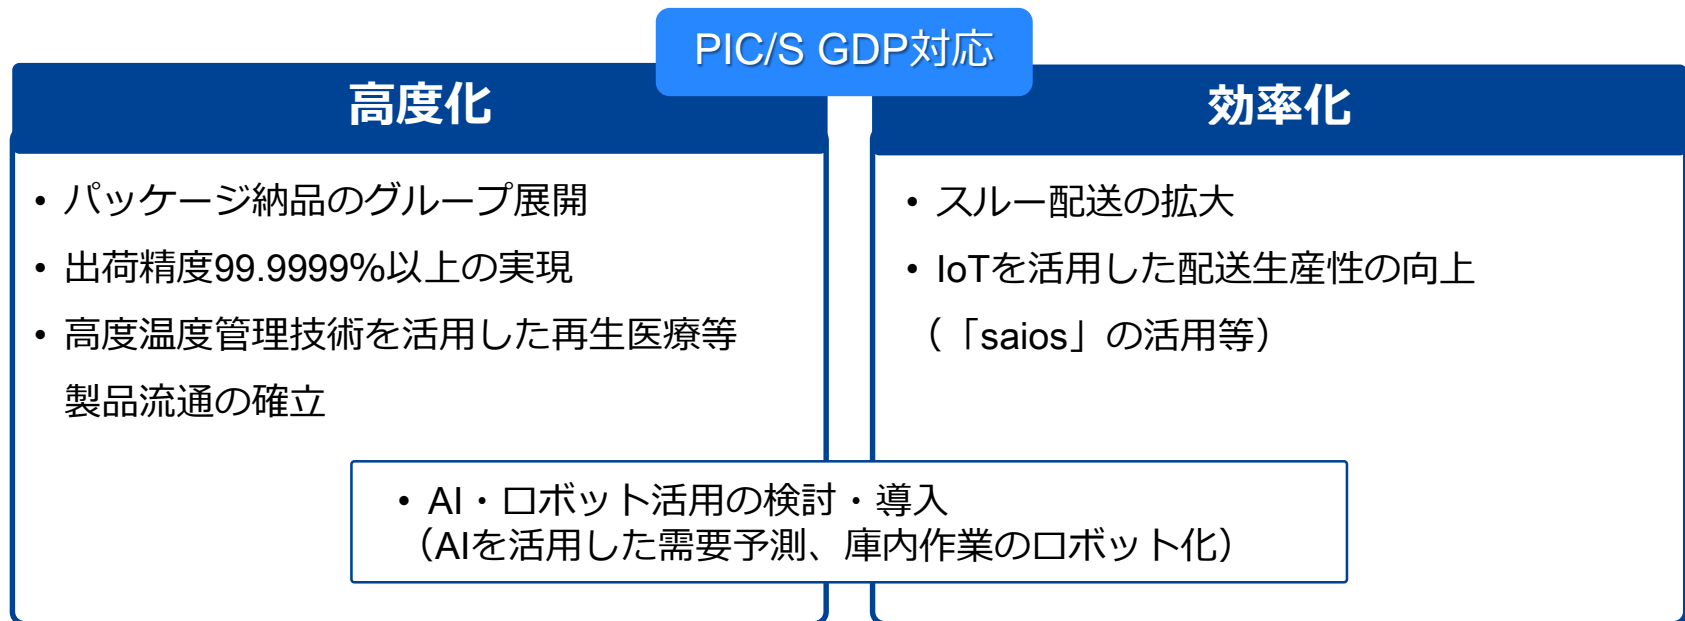 PIC/S GDP対応
高度化
・パッケージ納品のグループ展開
・出荷精度99.9999%以上の実現
・高度温度管理技術を活用した再生医療等
製品流通の確立
効率化
・スルー配送の拡大
・IoTを活用した配送生産性の向上
（「saios」の活用等）
・AI・ロボット活用の検討・導入
（AIを活用した需要予測、庫内作業のロボット化）